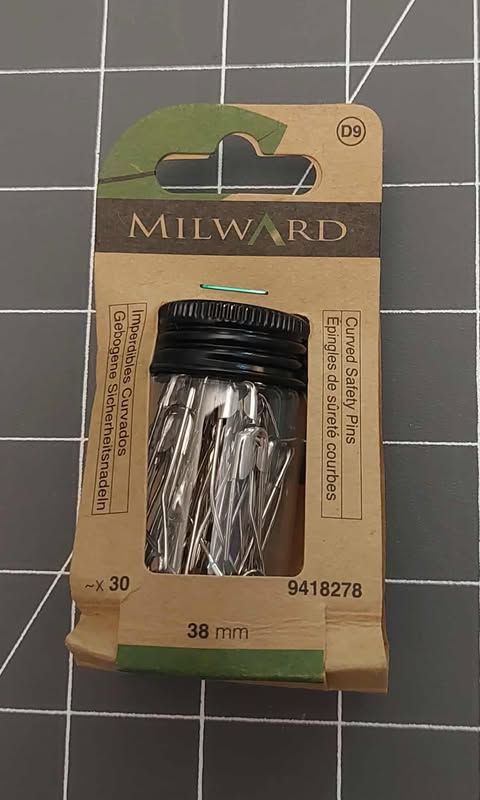 D9
MILWARD
Imperdibles Curvados
Gebogene Sicherheitsnadeln
Curved Safety Pins
Epingles de sûreté courbes
~x 30
9418278
38 mm